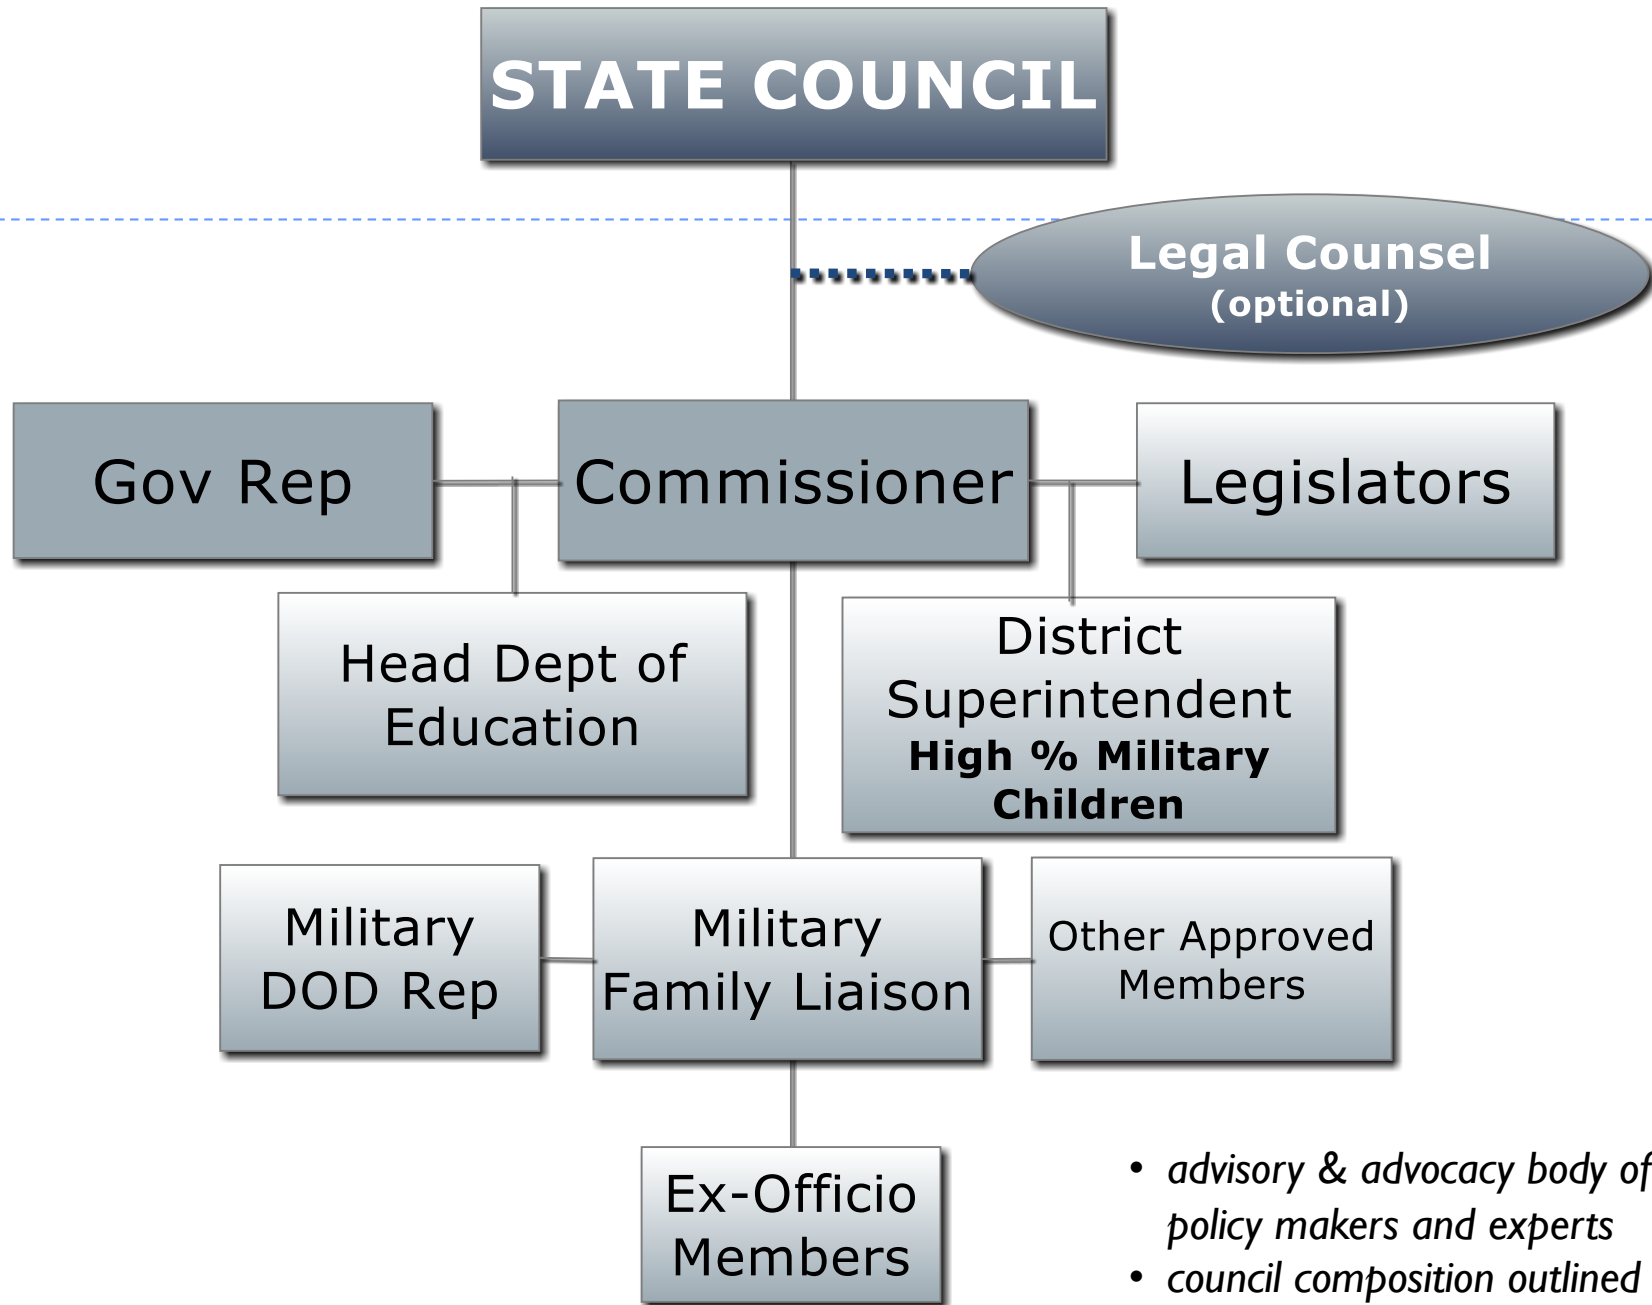 STATE COUNCIL
Legal Counsel
(optional)
Gov Rep
Commissioner
Legislators
Head Dept of
Education
District
Superintendent
High % Military
Children
Military
DOD Rep
Military
Family Liaison
Other Approved
Members
Ex-Officio
Members
• advisory & advocacy body of
policy makers and experts
• council composition outlined